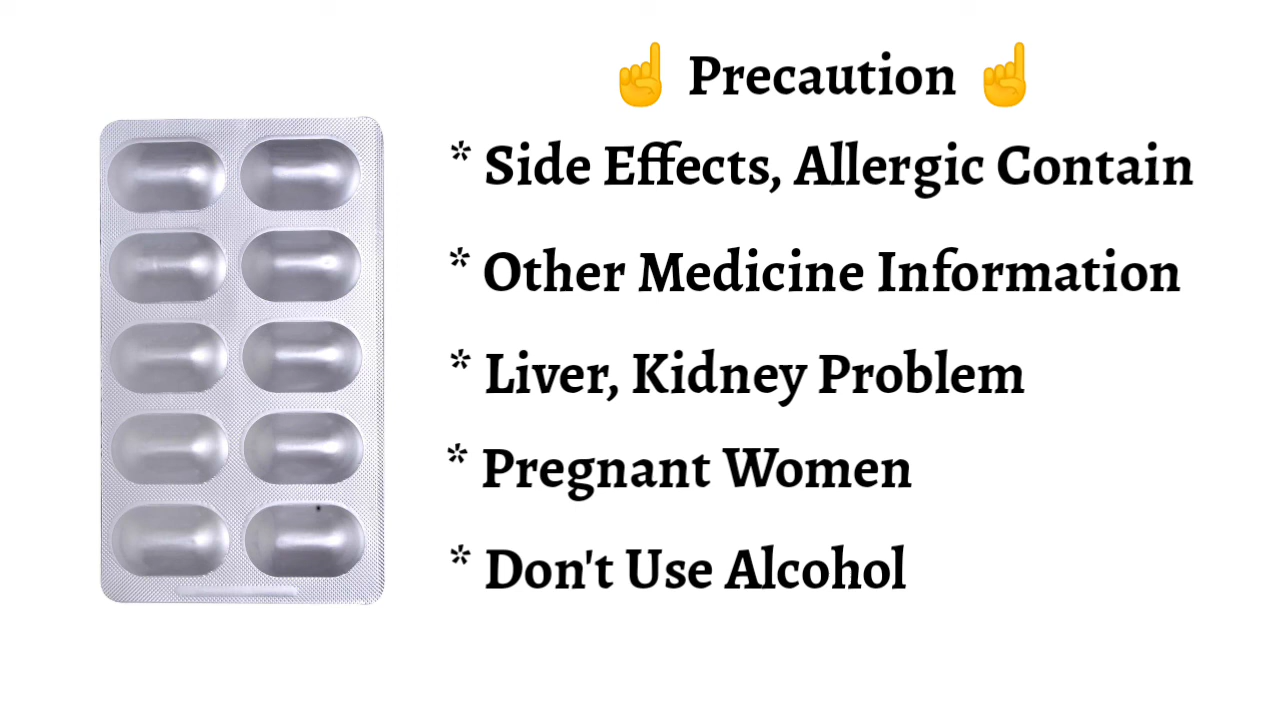 ☝ Precaution ☝
* Side Effects, Allergic Contain
* Other Medicine Information
* Liver, Kidney Problem
* Pregnant Women
* Don't Use Alcohol